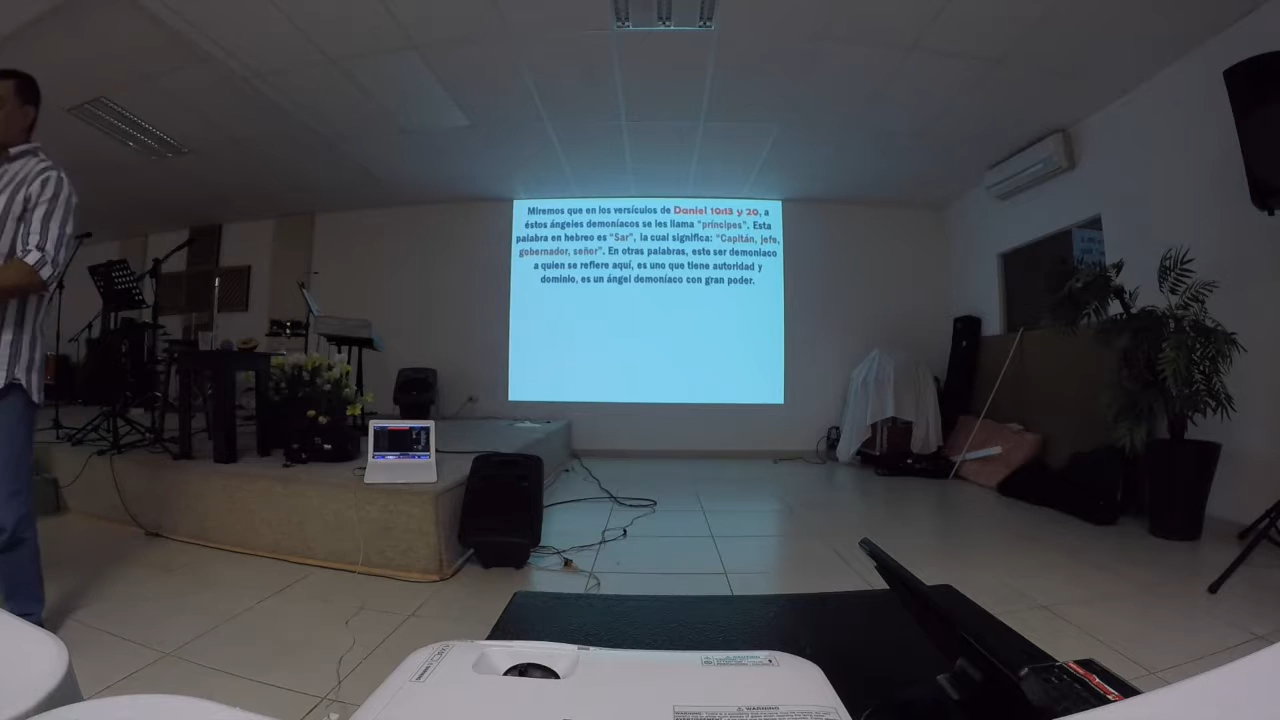 Miremos que en los versículos de Daniel 10:13 y 20, a
éstos ángeles demoníacos se les llama "príncipes". Esta
palabra en hebreo es "Sar", la cual significa: "Capitán, jefe,
gobernador, señor". En otras palabras, este ser demoniaco
a quien se refiere aquí, es uno que tiene autoridad y
dominio, es un ángel demoníaco con gran poder.
CAUTION
WARNING